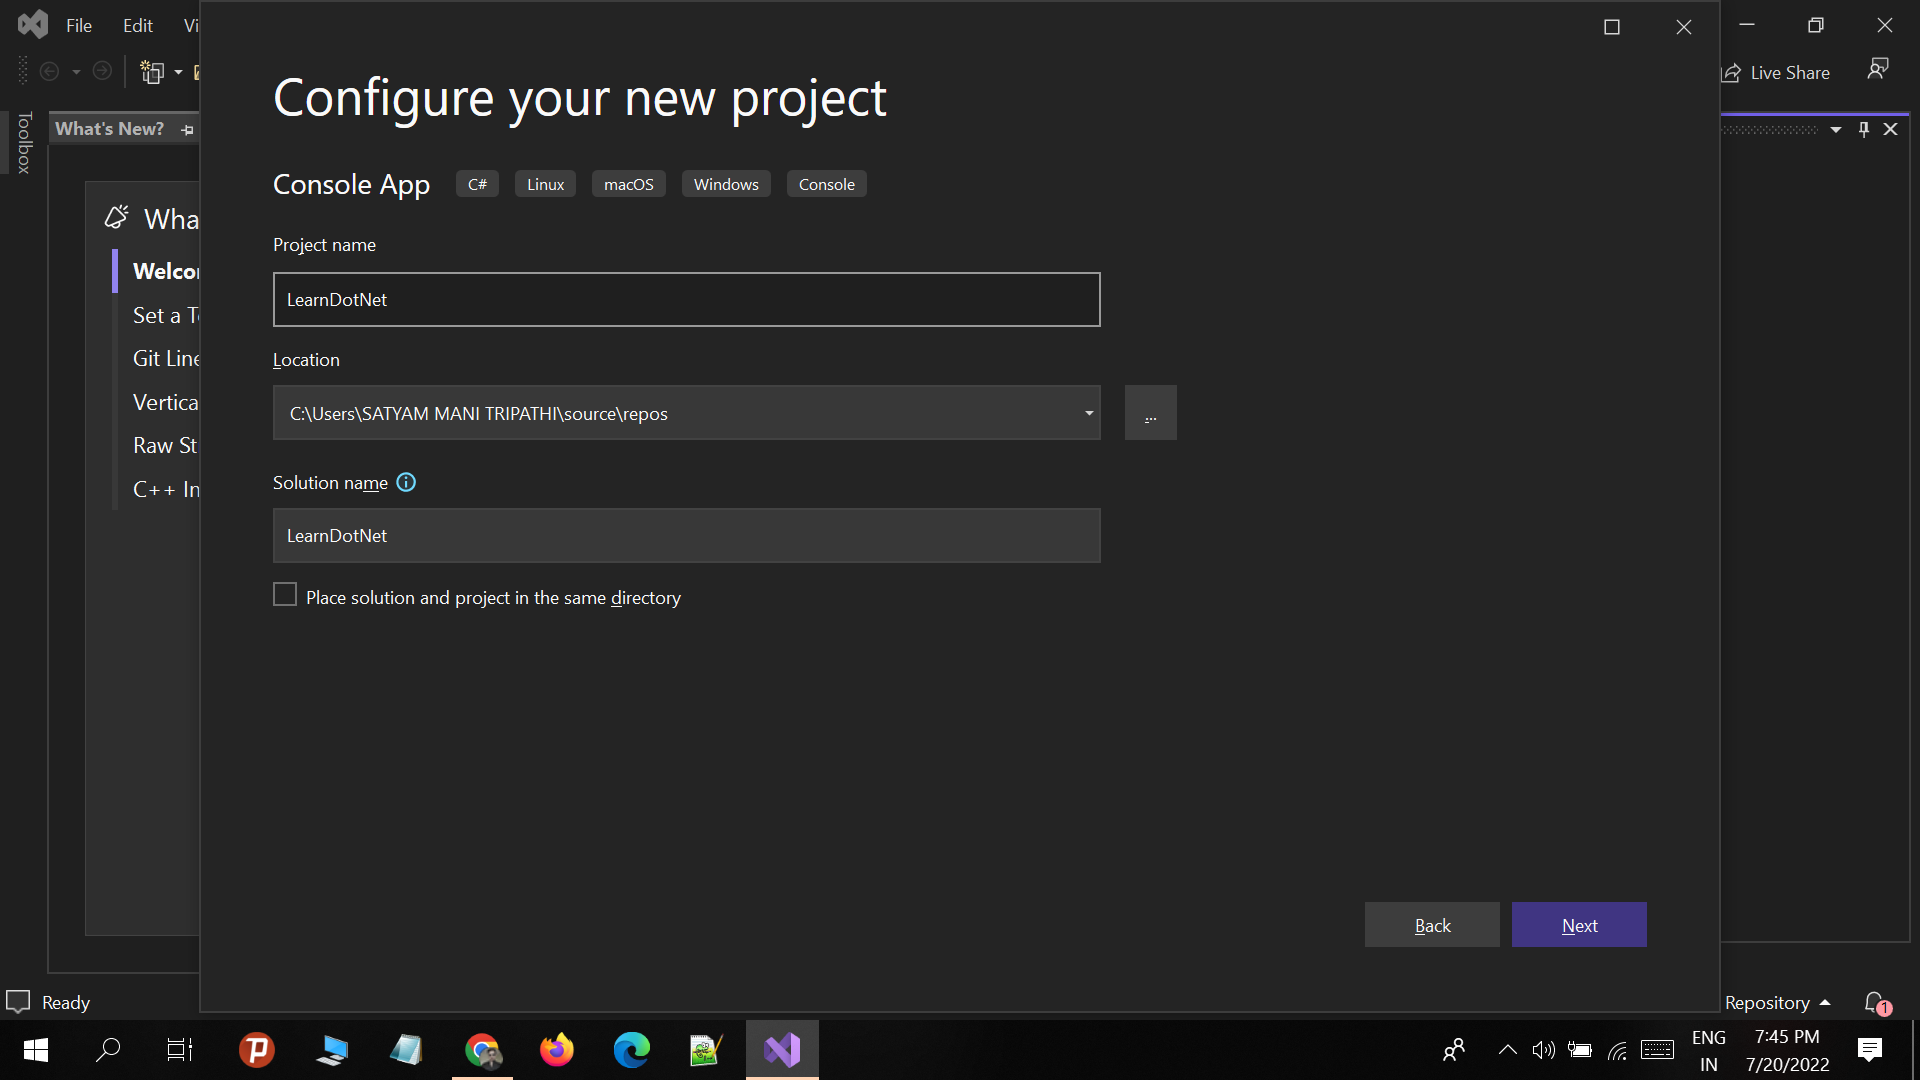 File Edit Vi
Live Share
Toolbox
What's New?
Configure your new project
Console App C# Linux macOS Windows Console
Project name
LearnDotNet
Location
C:\Users\SATYAM MANI TRIPATHI\source\repos
...
Solution name
LearnDotNet
Place solution and project in the same directory
Back Next
Wha
Welco
Set a T
Git Line
Vertica
Raw St
C++ In
Ready
Repository
1
ENG
IN
7:45 PM
7/20/2022